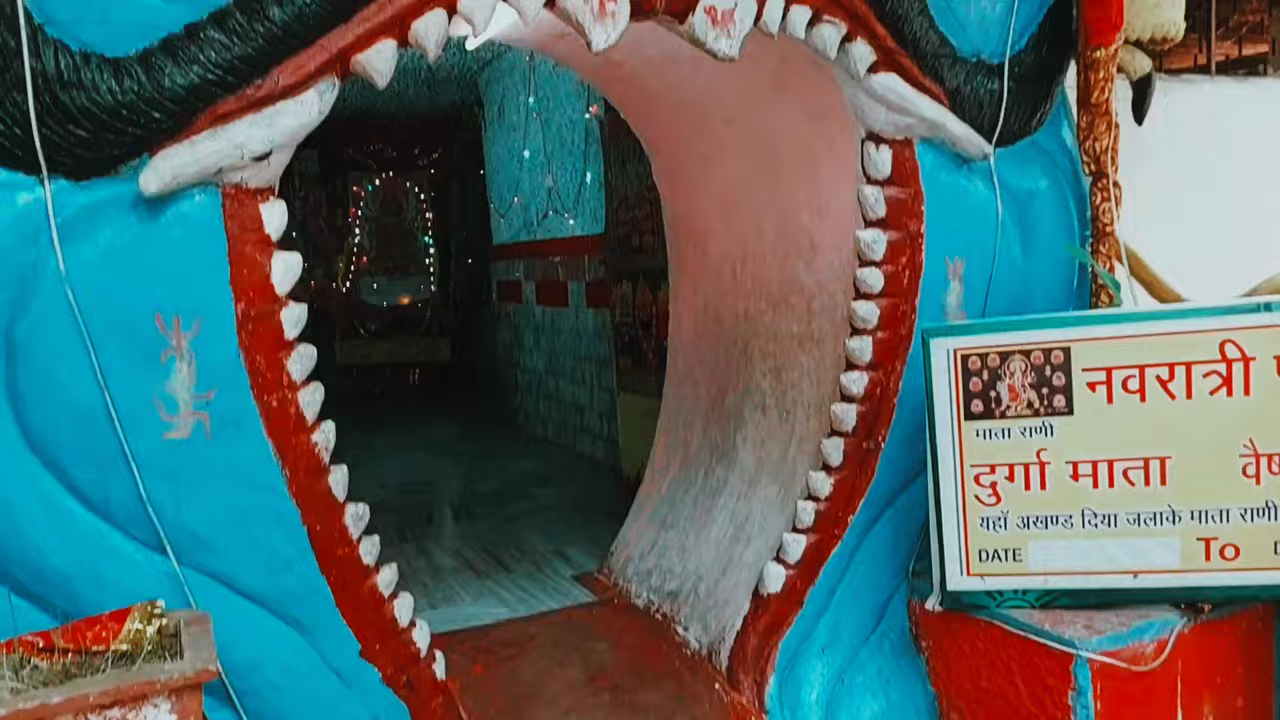 नवरात्री
माता राणी
दुर्गा माता
यहाँ अखण्ड दिया जलाके माता राणी
DATE To